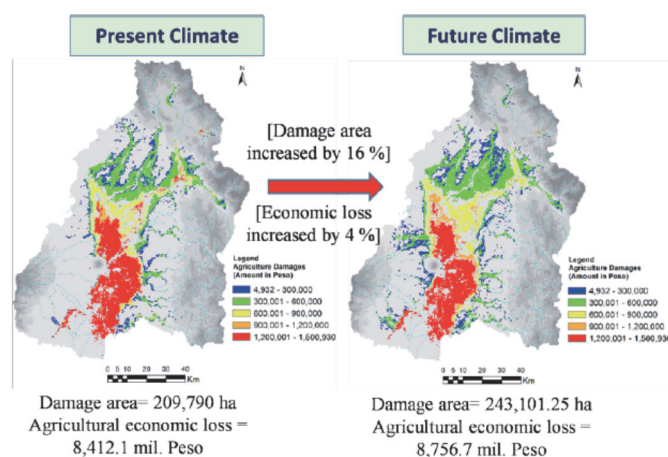 Present Climate
Future Climate
N
N
[Damage area
increased by 16 %]
[Economic loss
increased by 4 %]
Legend
Agriculture Damages
(Amount in Peso)
4,932 - 300,000
300,001 - 600,000
600,001 - 900,000
900,001 - 1,200,000
1,200,001 - 1,500,930
0 5 10 20 30 40
Km
Legend
Agriculture Damages
(Amount in Peso)
4,932 - 300,000
300,001 - 600,000
600,001 - 900,000
900,001 - 1,200,000
1,200,001 - 1,500,930
0 5 10 20 30 40
Km
Damage area= 209,790 ha
Agricultural economic loss =
8,412.1 mil. Peso
Damage area= 243,101.25 ha
Agricultural economic loss =
8,756.7 mil. Peso